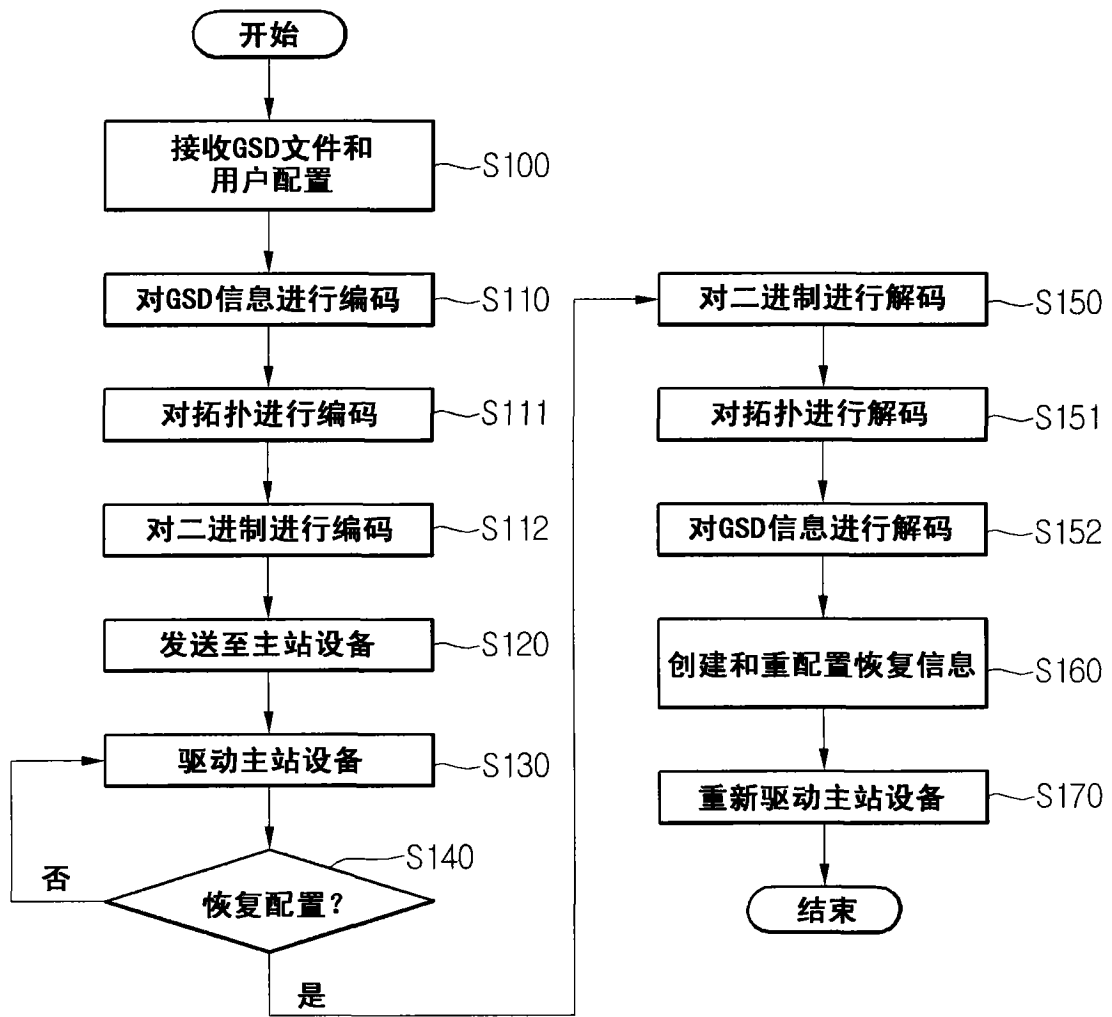 开始
接收GSD文件和
用户配置
S100
对GSD信息进行编码
S110
对拓扑进行编码
S111
对二进制进行编码
S112
发送至主站设备
S120
驱动主站设备
S130
恢复配置?
S140
否
是
对二进制进行解码
S150
对拓扑进行解码
S151
对GSD信息进行解码
S152
创建和重配置恢复信息
S160
重新驱动主站设备
S170
结束